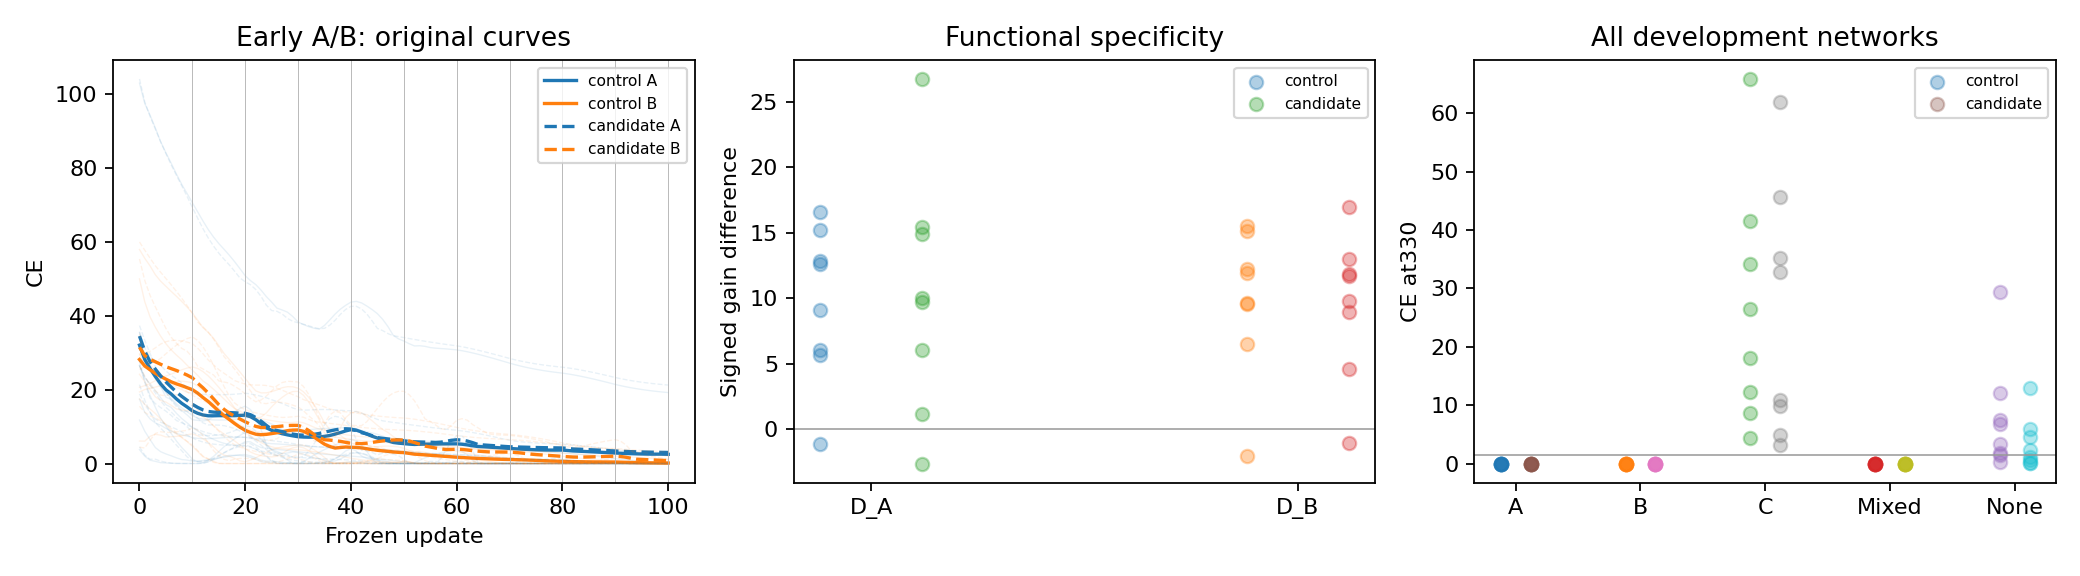 Early A/B: original curves
CE
100
80
60
40
20
0
control A
control B
candidate A
candidate B
0 20 40 60 80 100
Frozen update
Functional specificity
Signed gain difference
25
20
15
10
5
0
control
candidate
D_A D_B
All development networks
CE at330
60
50
40
30
20
10
0
control
candidate
A B C Mixed None